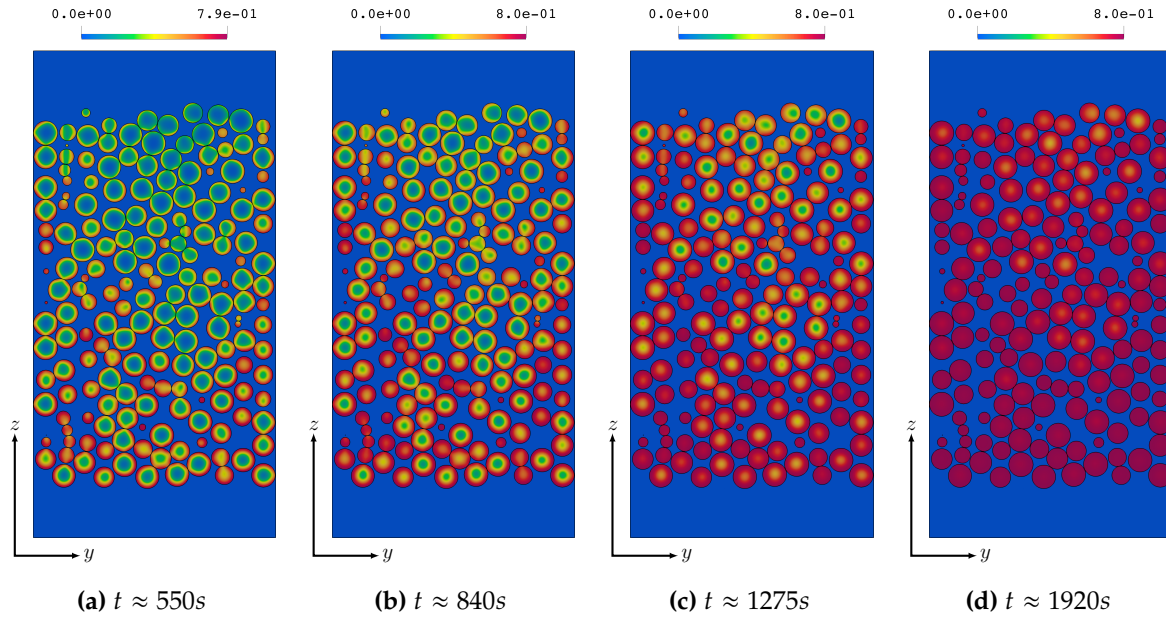 0.0e+00 7.9e-01 0.0e+00 8.0e-01 0.0e+00 8.0e-01 0.0e+00 8.0e-01
z z z z
y y y y
(a) t ≈ 550s (b) t ≈ 840s (c) t ≈ 1275s (d) t ≈ 1920s